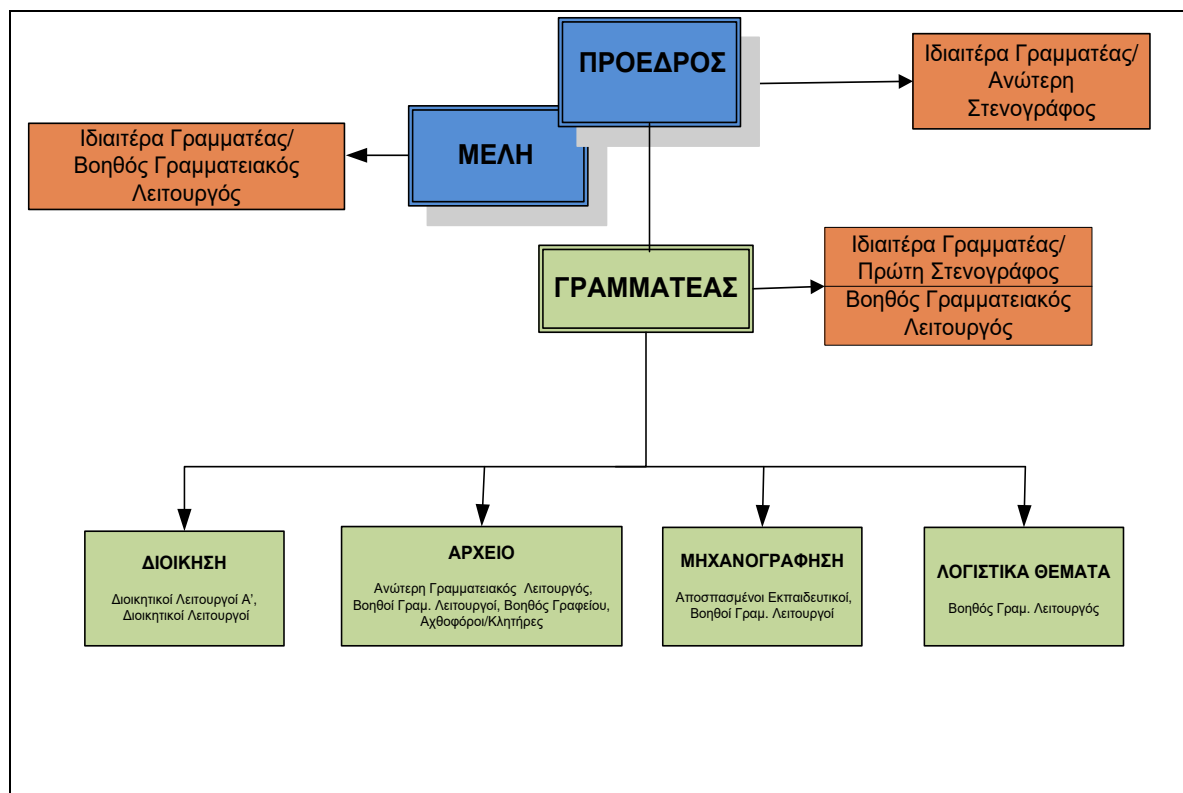 ΠΡΟΕΔΡΟΣ
Ιδιαιτέρα Γραμματέας/
Ανώτερη
Στενογράφος
ΜΕΛΗ
Ιδιαιτέρα Γραμματέας/
Βοηθός Γραμματειακός
Λειτουργός
ΓΡΑΜΜΑΤΕΑΣ
Ιδιαιτέρα Γραμματέας/
Πρώτη Στενογράφος
Βοηθός Γραμματειακός
Λειτουργός
ΔΙΟΙΚΗΣΗ
Διοικητικοί Λειτουργοί Α',
Διοικητικοί Λειτουργοί
ΑΡΧΕΙΟ
Ανώτερη Γραμματειακός Λειτουργός,
Βοηθοί Γραμ. Λειτουργοί, Βοηθός Γραφείου,
Αχθοφόροι/Κλητήρες
ΜΗΧΑΝΟΓΡΑΦΗΣΗ
Αποσπασμένοι Εκπαιδευτικοί,
Βοηθοί Γραμ. Λειτουργοί
ΛΟΓΙΣΤΙΚΑ ΘΕΜΑΤΑ
Βοηθός Γραμ. Λειτουργός